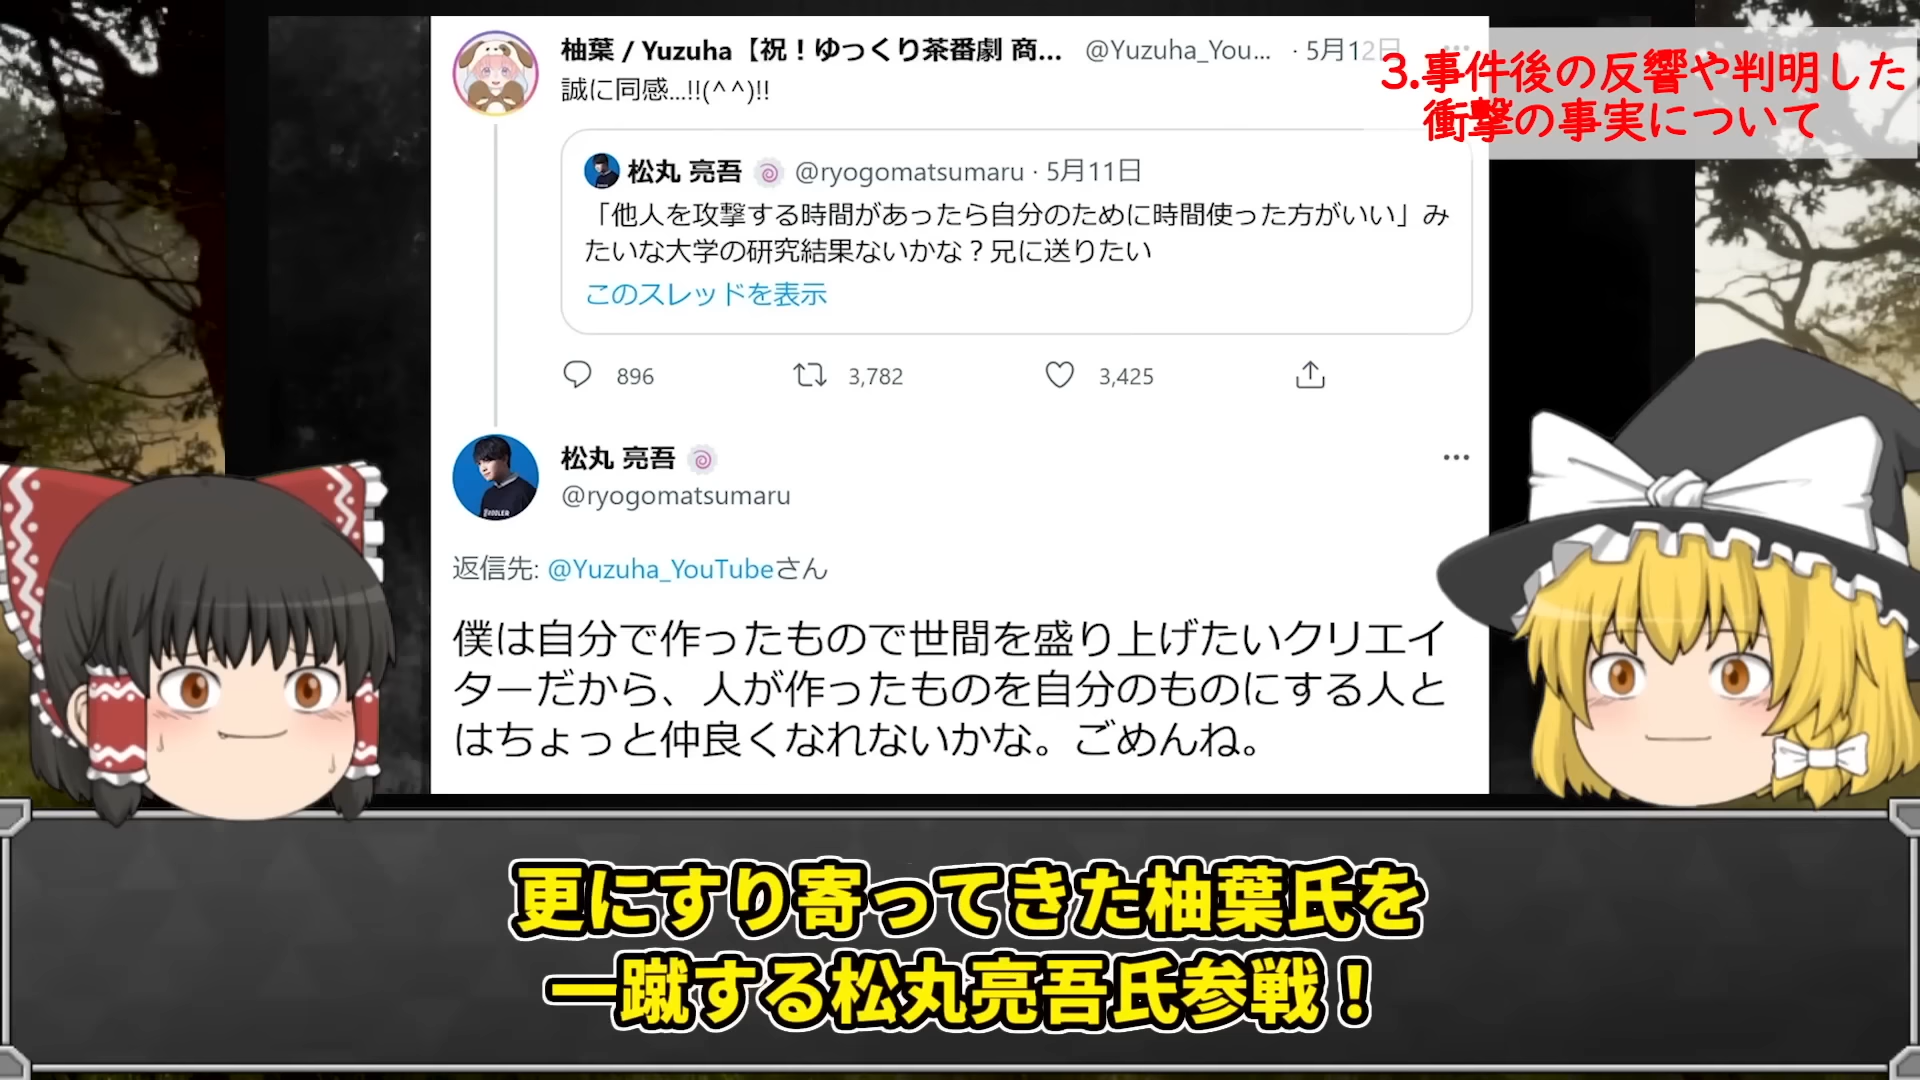 柚葉 / Yuzuha【祝！ゆっくり茶番劇 商... @Yuzuha_You... · 5月12日
誠に同感...!!(^ ^)!!
3.事件後の反響や判明した
衝撃の事実について
松丸 亮吾 @ryogomatsumaru · 5月11日
「他人を攻撃する時間があったら自分のために時間使った方がいい」み
たいな大学の研究結果ないかな？兄に送りたい
このスレッドを表示
896 3,782 3,425
松丸 亮吾
@ryogomatsumaru
返信先: @Yuzuha_YouTubeさん
僕は自分で作ったもので世間を盛り上げたいクリエイ
ターだから、人が作ったものを自分のものにする人と
はちょっと仲良くなれないかな。ごめんね。
更にすり寄ってきた柚葉氏を
一蹴する松丸亮吾氏参戦！